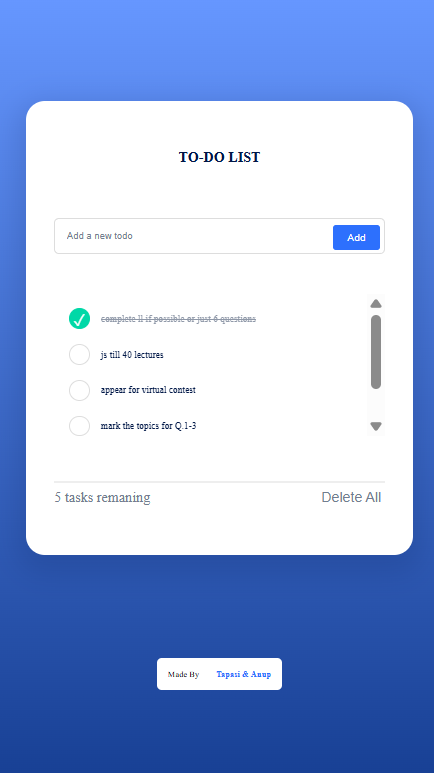 TO-DO LIST
Add a new todo
Add
complete ll if possible or just 6 questions
js till 40 lectures
appear for virtual contest
mark the topics for Q.1-3
5 tasks remaning
Delete All
Made By Tapasi & Anup